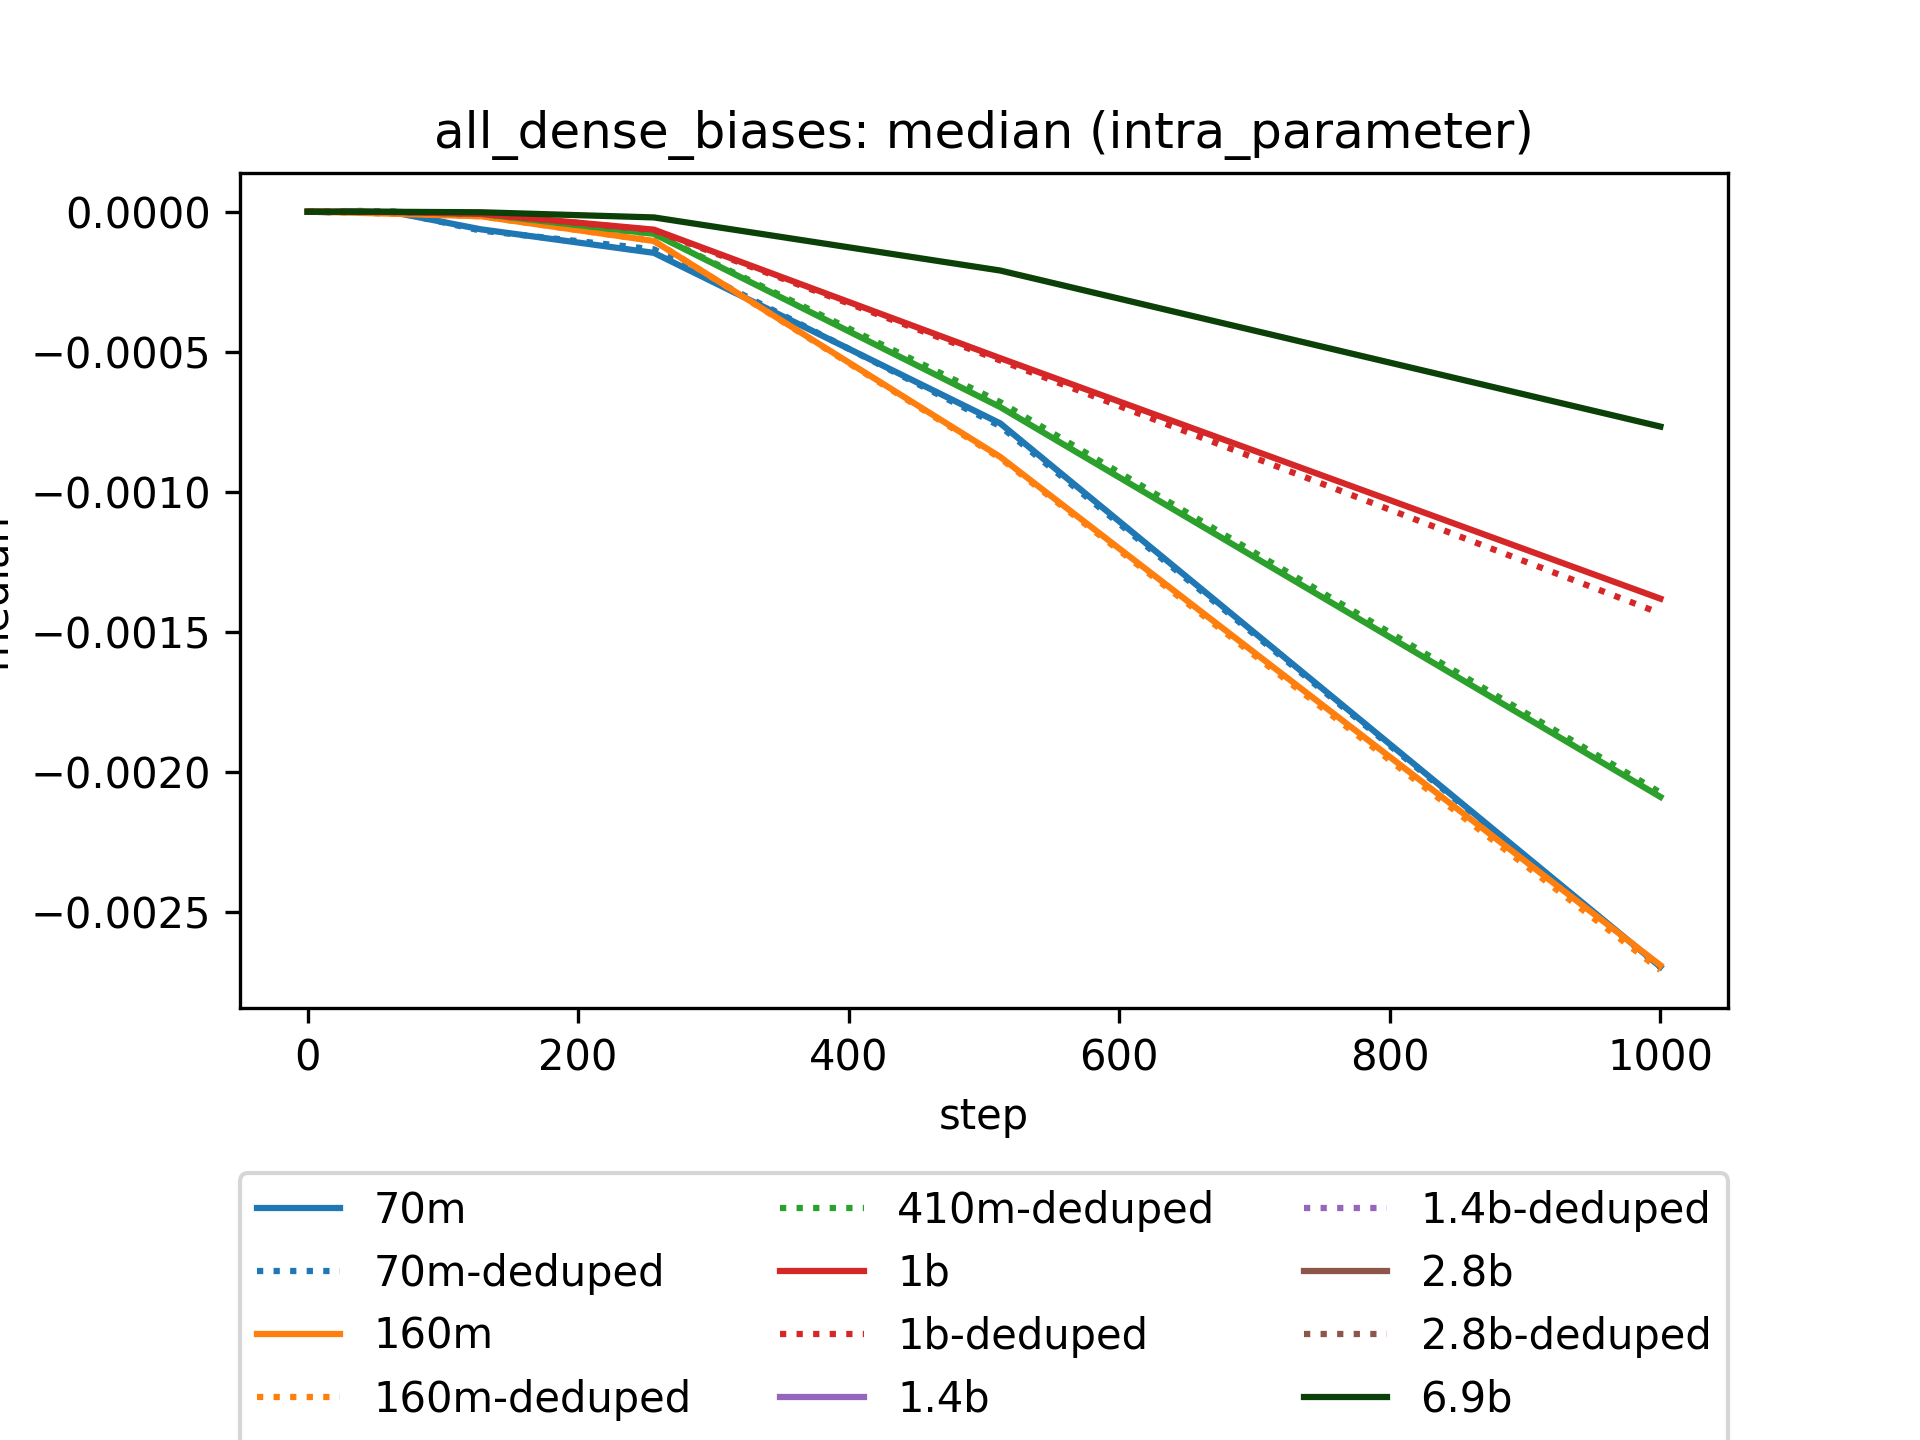 all_dense_biases: median (intra_parameter)
0.0000
−0.0005
−0.0010
−0.0015
−0.0020
−0.0025
0 200 400 600 800 1000
step
70m 410m-deduped 1.4b-deduped
70m-deduped 1b 2.8b
160m 1b-deduped 2.8b-deduped
160m-deduped 1.4b 6.9b